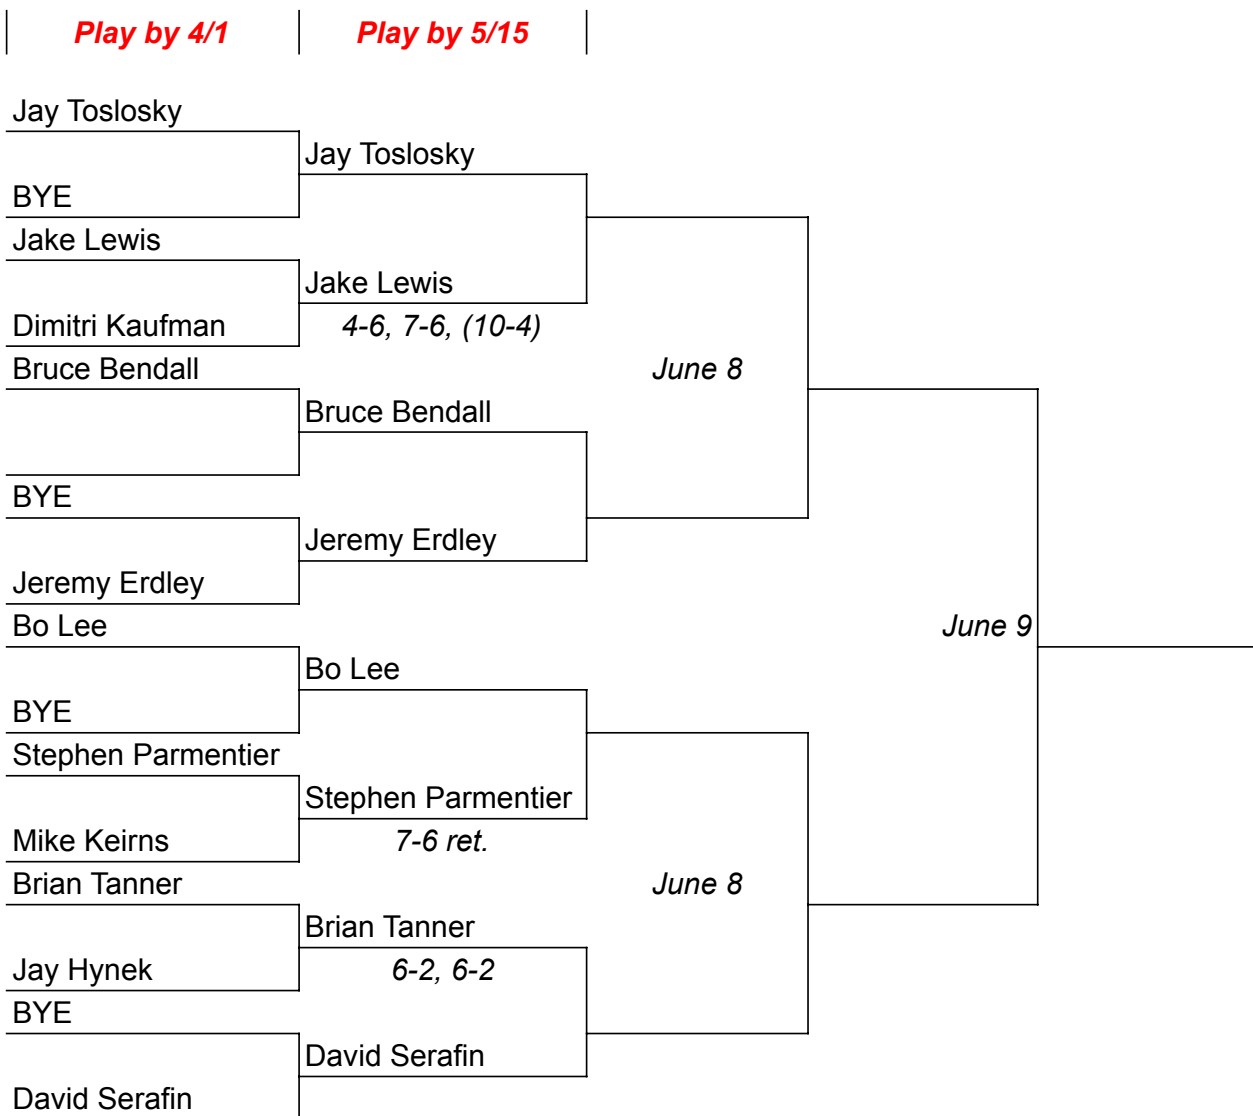 Play by 4/1 Play by 5/15
Jay Toslosky
Jay Toslosky
BYE
Jake Lewis
Jake Lewis
Dimitri Kaufman 4-6, 7-6, (10-4)
Bruce Bendall June 8
Bruce Bendall
BYE
Jeremy Erdley
Jeremy Erdley
Bo Lee June 9
Bo Lee
BYE
Stephen Parmentier
Stephen Parmentier
Mike Keirns 7-6 ret.
Brian Tanner June 8
Brian Tanner
Jay Hynek 6-2, 6-2
BYE
David Serafin
David Serafin